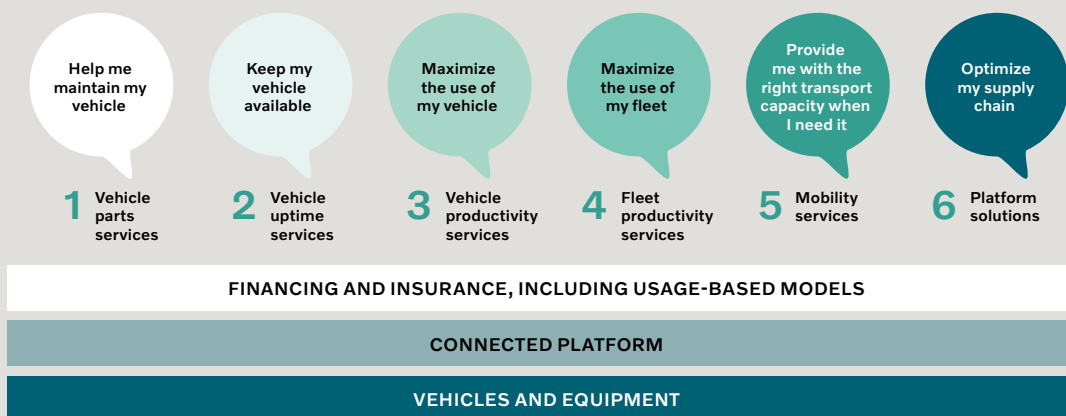 Help me
maintain my
vehicle
Keep my
vehicle
available
Maximize
the use of
my vehicle
Maximize
the use of
my fleet
Provide
me with the
right transport
capacity when
I need it
Optimize
my supply
chain
1 Vehicle
parts
services
2 Vehicle
uptime
services
3 Vehicle
productivity
services
4 Fleet
productivity
services
5 Mobility
services
6 Platform
solutions
FINANCING AND INSURANCE, INCLUDING USAGE-BASED MODELS
CONNECTED PLATFORM
VEHICLES AND EQUIPMENT